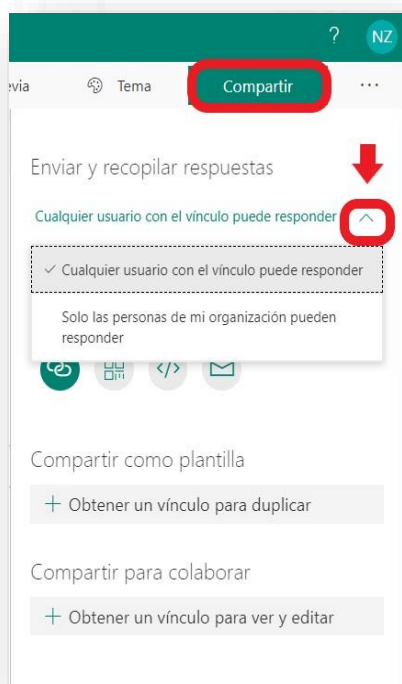 ? NZ
evia Tema Compartir ...
Enviar y recopilar respuestas
Cualquier usuario con el vínculo puede responder
Cualquier usuario con el vínculo puede responder
Solo las personas de mi organización pueden
responder
Compartir como plantilla
+ Obtener un vínculo para duplicar
Compartir para colaborar
+ Obtener un vínculo para ver y editar